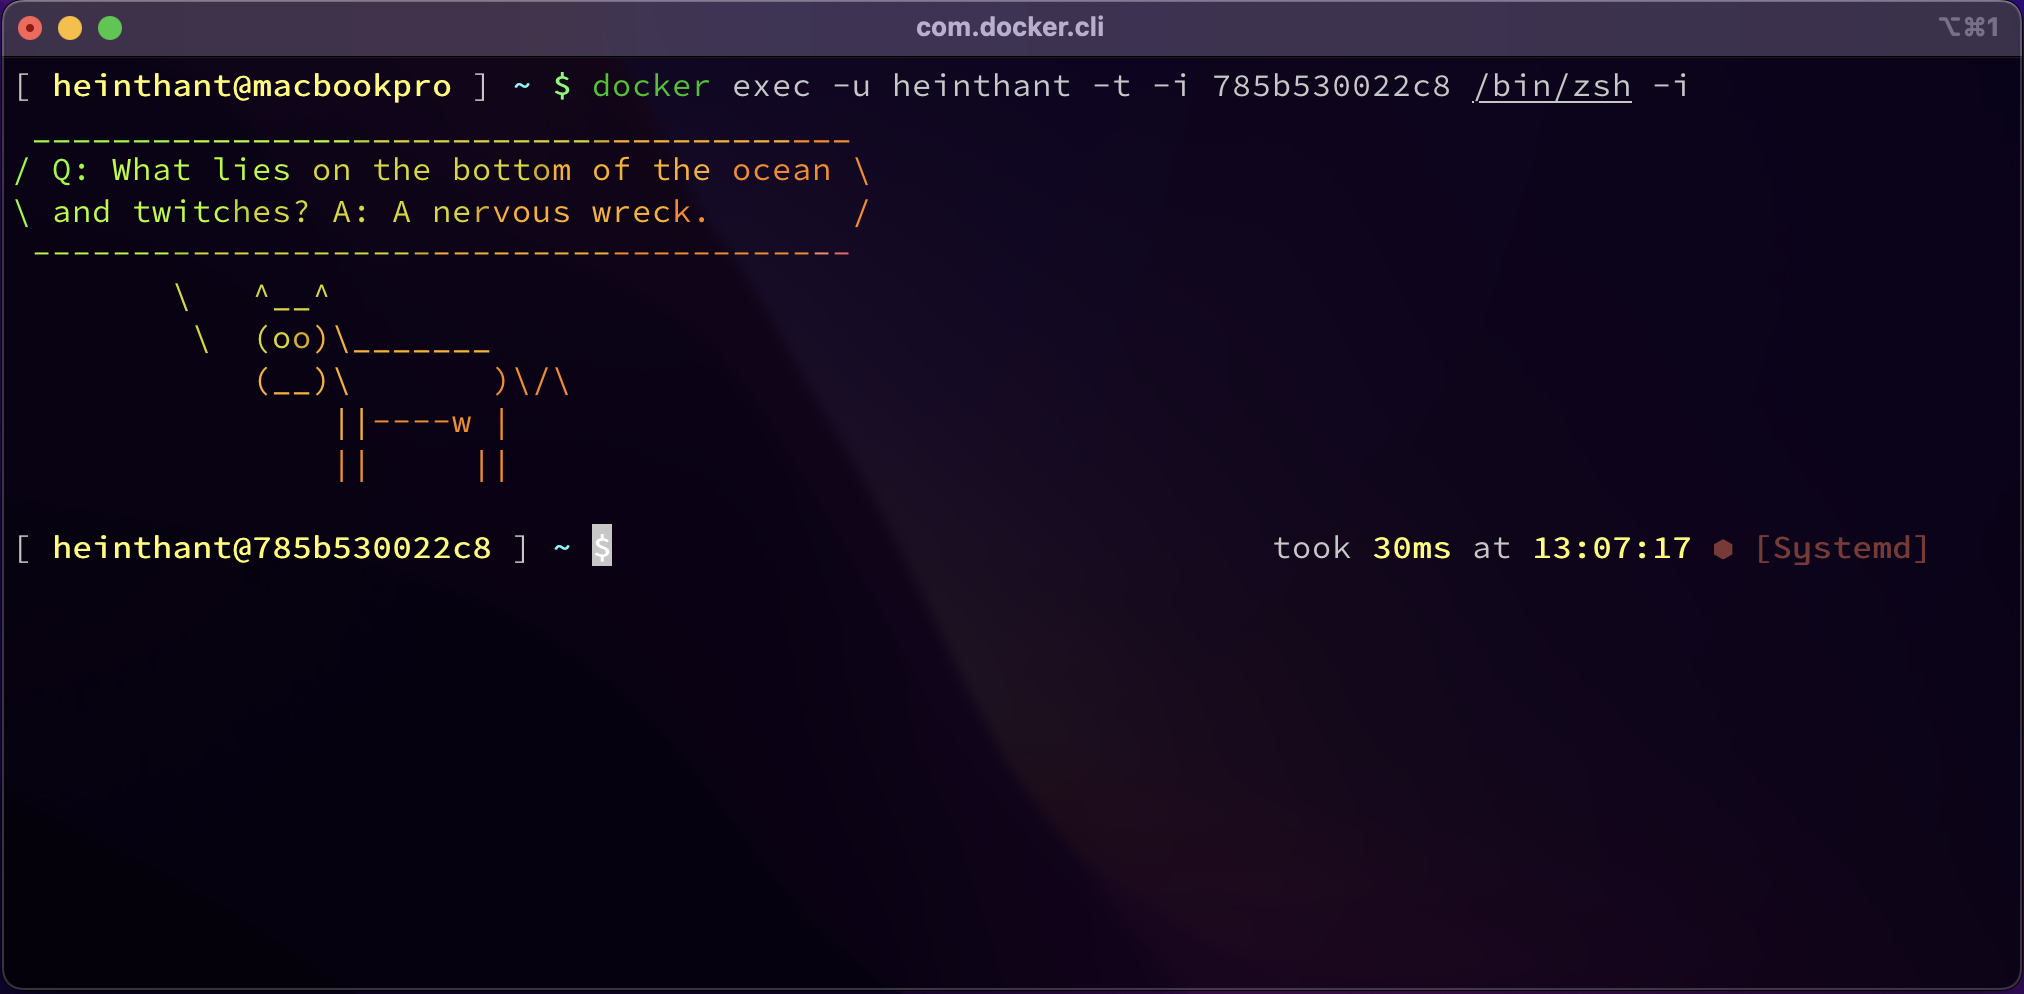 com.docker.cli ⌥⌘1
[ heinthant@macbookpro ] ~ $ docker exec -u heinthant -t -i 785b530022c8 /bin/zsh -i
 _________________________________________
/ Q: What lies on the bottom of the ocean \
\ and twitches? A: A nervous wreck.       /
 -----------------------------------------
        \   ^__^
         \  (oo)\_______
            (__)\       )\/\
                ||----w |
                ||     ||
[ heinthant@785b530022c8 ] ~ $ took 30ms at 13:07:17 ⬢ [Systemd]